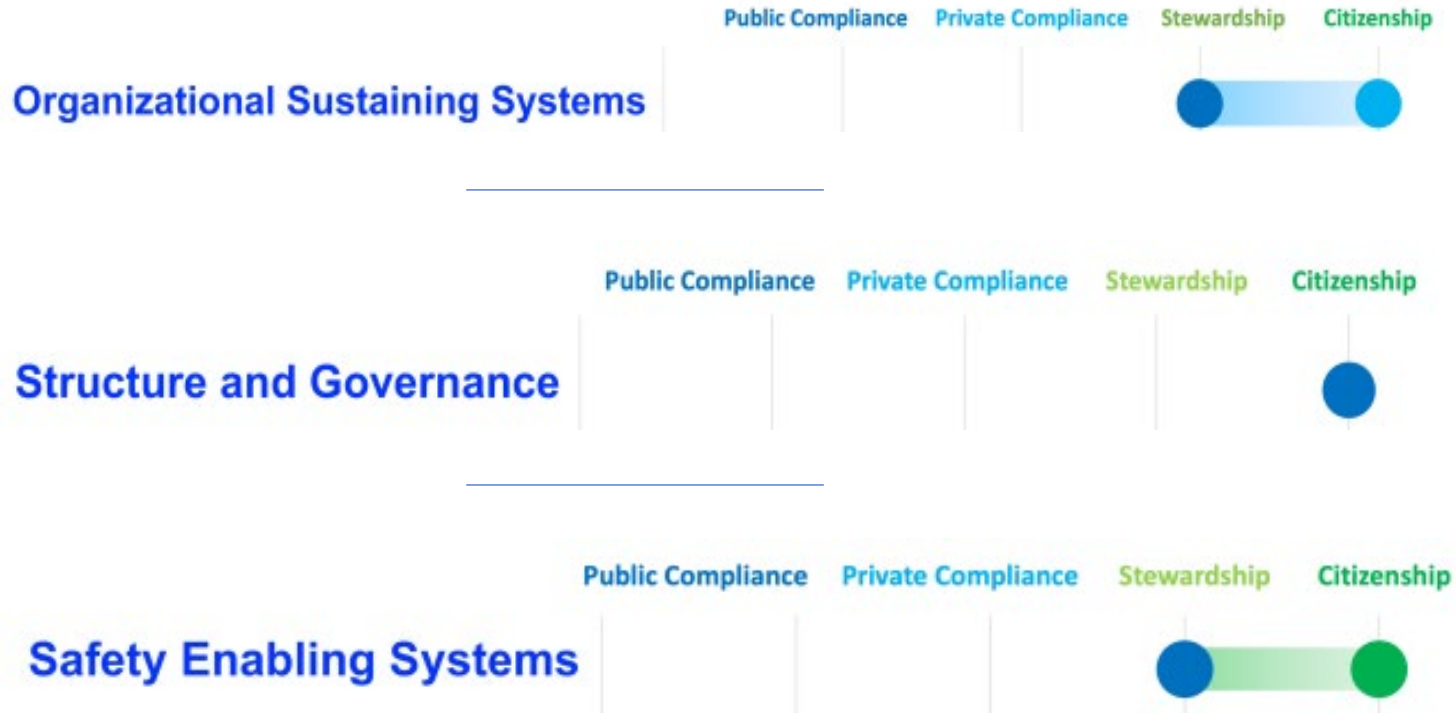 Public Compliance Private Compliance Stewardship Citizenship
Organizational Sustaining Systems
Public Compliance Private Compliance Stewardship Citizenship
Structure and Governance
Public Compliance Private Compliance Stewardship Citizenship
Safety Enabling Systems